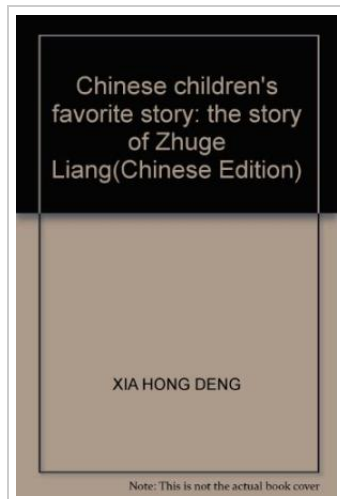 Chinese children's
favorite story: the story
of Zhuge
Liang(Chinese Edition)
XIA HONG DENG
Note: This is not the actual book cover